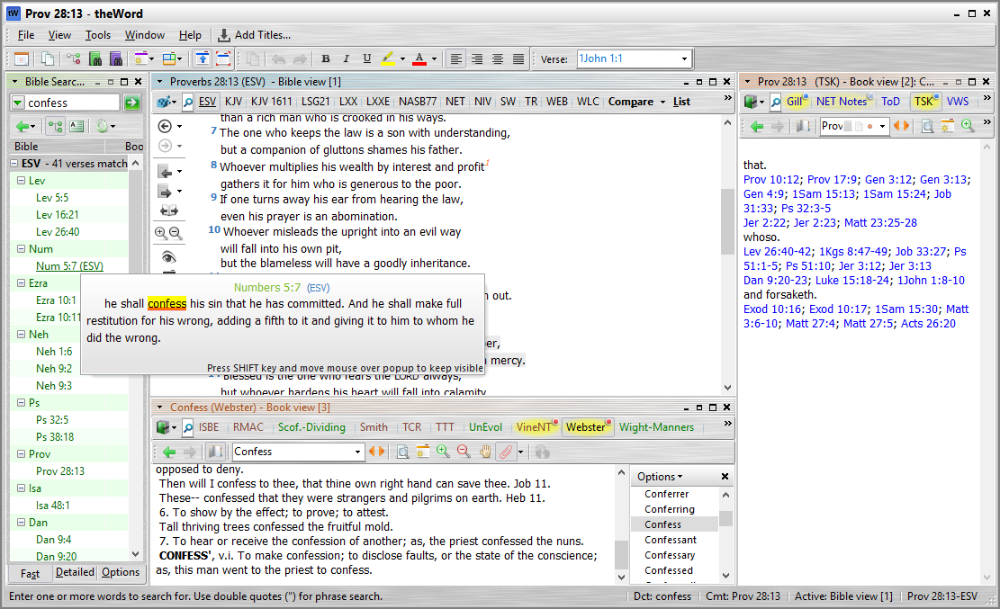 Prov 28:13 - theWord
File View Tools Window Help Add Titles...
B I U A Verse: 1John 1:1
Bible Searc...
confess
Bible Boo
ESV - 41 verses match
Lev
Lev 5:5
Lev 16:21
Lev 26:40
Num
Num 5:7 (ESV)
Ezra
Ezra 10:1
Ezra 10:11
Neh
Neh 1:6
Neh 9:2
Neh 9:3
Ps
Ps 32:5
Ps 38:18
Prov
Prov 28:13
Isa
Isa 48:1
Dan
Dan 9:4
Dan 9:20
Fast Detailed Options
Proverbs 28:13 (ESV) - Bible view [1]
ESV KJV KJV 1611 LSG21 LXX LXXE NASB77 NET NIV SW TR WEB WLC Compare List
than a rich man who is crooked in his ways.
7 The one who keeps the law is a son with understanding,
but a companion of gluttons shames his father.
8 Whoever multiplies his wealth by interest and profit1
gathers it for him who is generous to the poor.
9 If one turns away his ear from hearing the law,
even his prayer is an abomination.
10 Whoever misleads the upright into an evil way
will fall into his own pit,
but the blameless will have a goodly inheritance.
out.
mercy.
Blessed is the one who fears the LORD always,
but whoever hardens his heart will fall into calamity.
Numbers 5:7 (ESV)
he shall confess his sin that he has committed. And he shall make full
restitution for his wrong, adding a fifth to it and giving it to him to whom he
did the wrong.
Press SHIFT key and move mouse over popup to keep visible
Confess (Webster) - Book view [3]
ISBE RMAC Scof.-Dividing Smith TCR TTT UnEvol VineNT Webster Wight-Manners
Confess
opposed to deny.
Then will I confess to thee, that thine own right hand can save thee. Job 11.
These-- confessed that they were strangers and pilgrims on earth. Heb 11.
6. To show by the effect; to prove; to attest.
Tall thriving trees confessed the fruitful mold.
7. To hear or receive the confession of another; as, the priest confessed the nuns.
CONFESS', v.i. To make confession; to disclose faults, or the state of the conscience;
as, this man went to the priest to confess.
Options
Conferrer
Conferring
Confess
Confessant
Confessary
Confessed
Prov 28:13 (TSK) - Book view [2]: C...
Gill NET Notes ToD TSK VWS
Prov
that.
Prov 10:12; Prov 17:9; Gen 3:12; Gen 3:13;
Gen 4:9; 1Sam 15:13; 1Sam 15:24; Job
31:33; Ps 32:3-5
Jer 2:22; Jer 2:23; Matt 23:25-28
whoso.
Lev 26:40-42; 1Kgs 8:47-49; Job 33:27; Ps
51:1-5; Ps 51:10; Jer 3:12; Jer 3:13
Dan 9:20-23; Luke 15:18-24; 1John 1:8-10
and forsaketh.
Exod 10:16; Exod 10:17; 1Sam 15:30; Matt
3:6-10; Matt 27:4; Matt 27:5; Acts 26:20
Enter one or more words to search for. Use double quotes (") for phrase search. Dct: confess Cmt: Prov 28:13 Active: Bible view [1] Prov 28:13-ESV